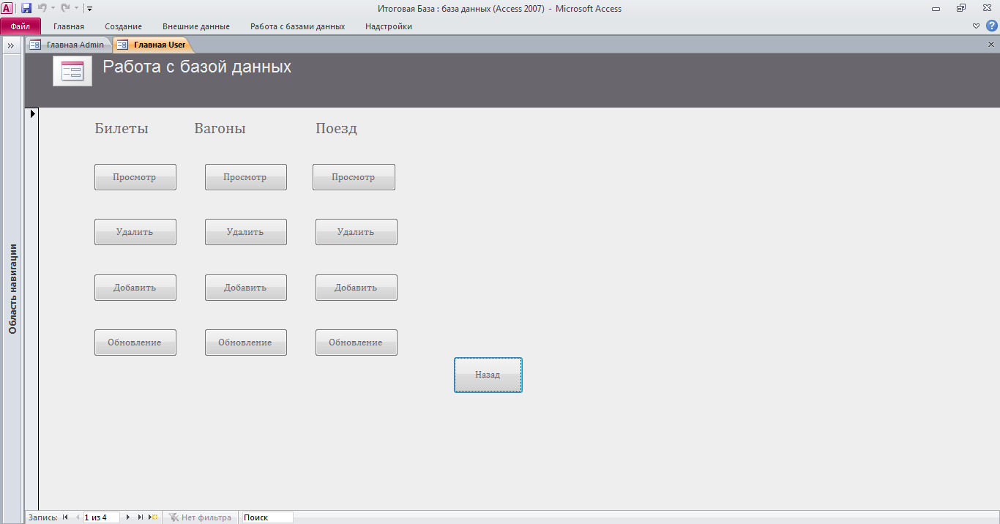 Итоговая База : база данных (Access 2007) - Microsoft Access
Файл Главная Создание Внешние данные Работа с базами данных Надстройки
Главная Admin Главная User
Работа с базой данных
Билеты Вагоны Поезд
Просмотр Просмотр Просмотр
Удалить Удалить Удалить
Добавить Добавить Добавить
Обновление Обновление Обновление
Назад
Область навигации
Запись: 1 из 4 Нет фильтра Поиск